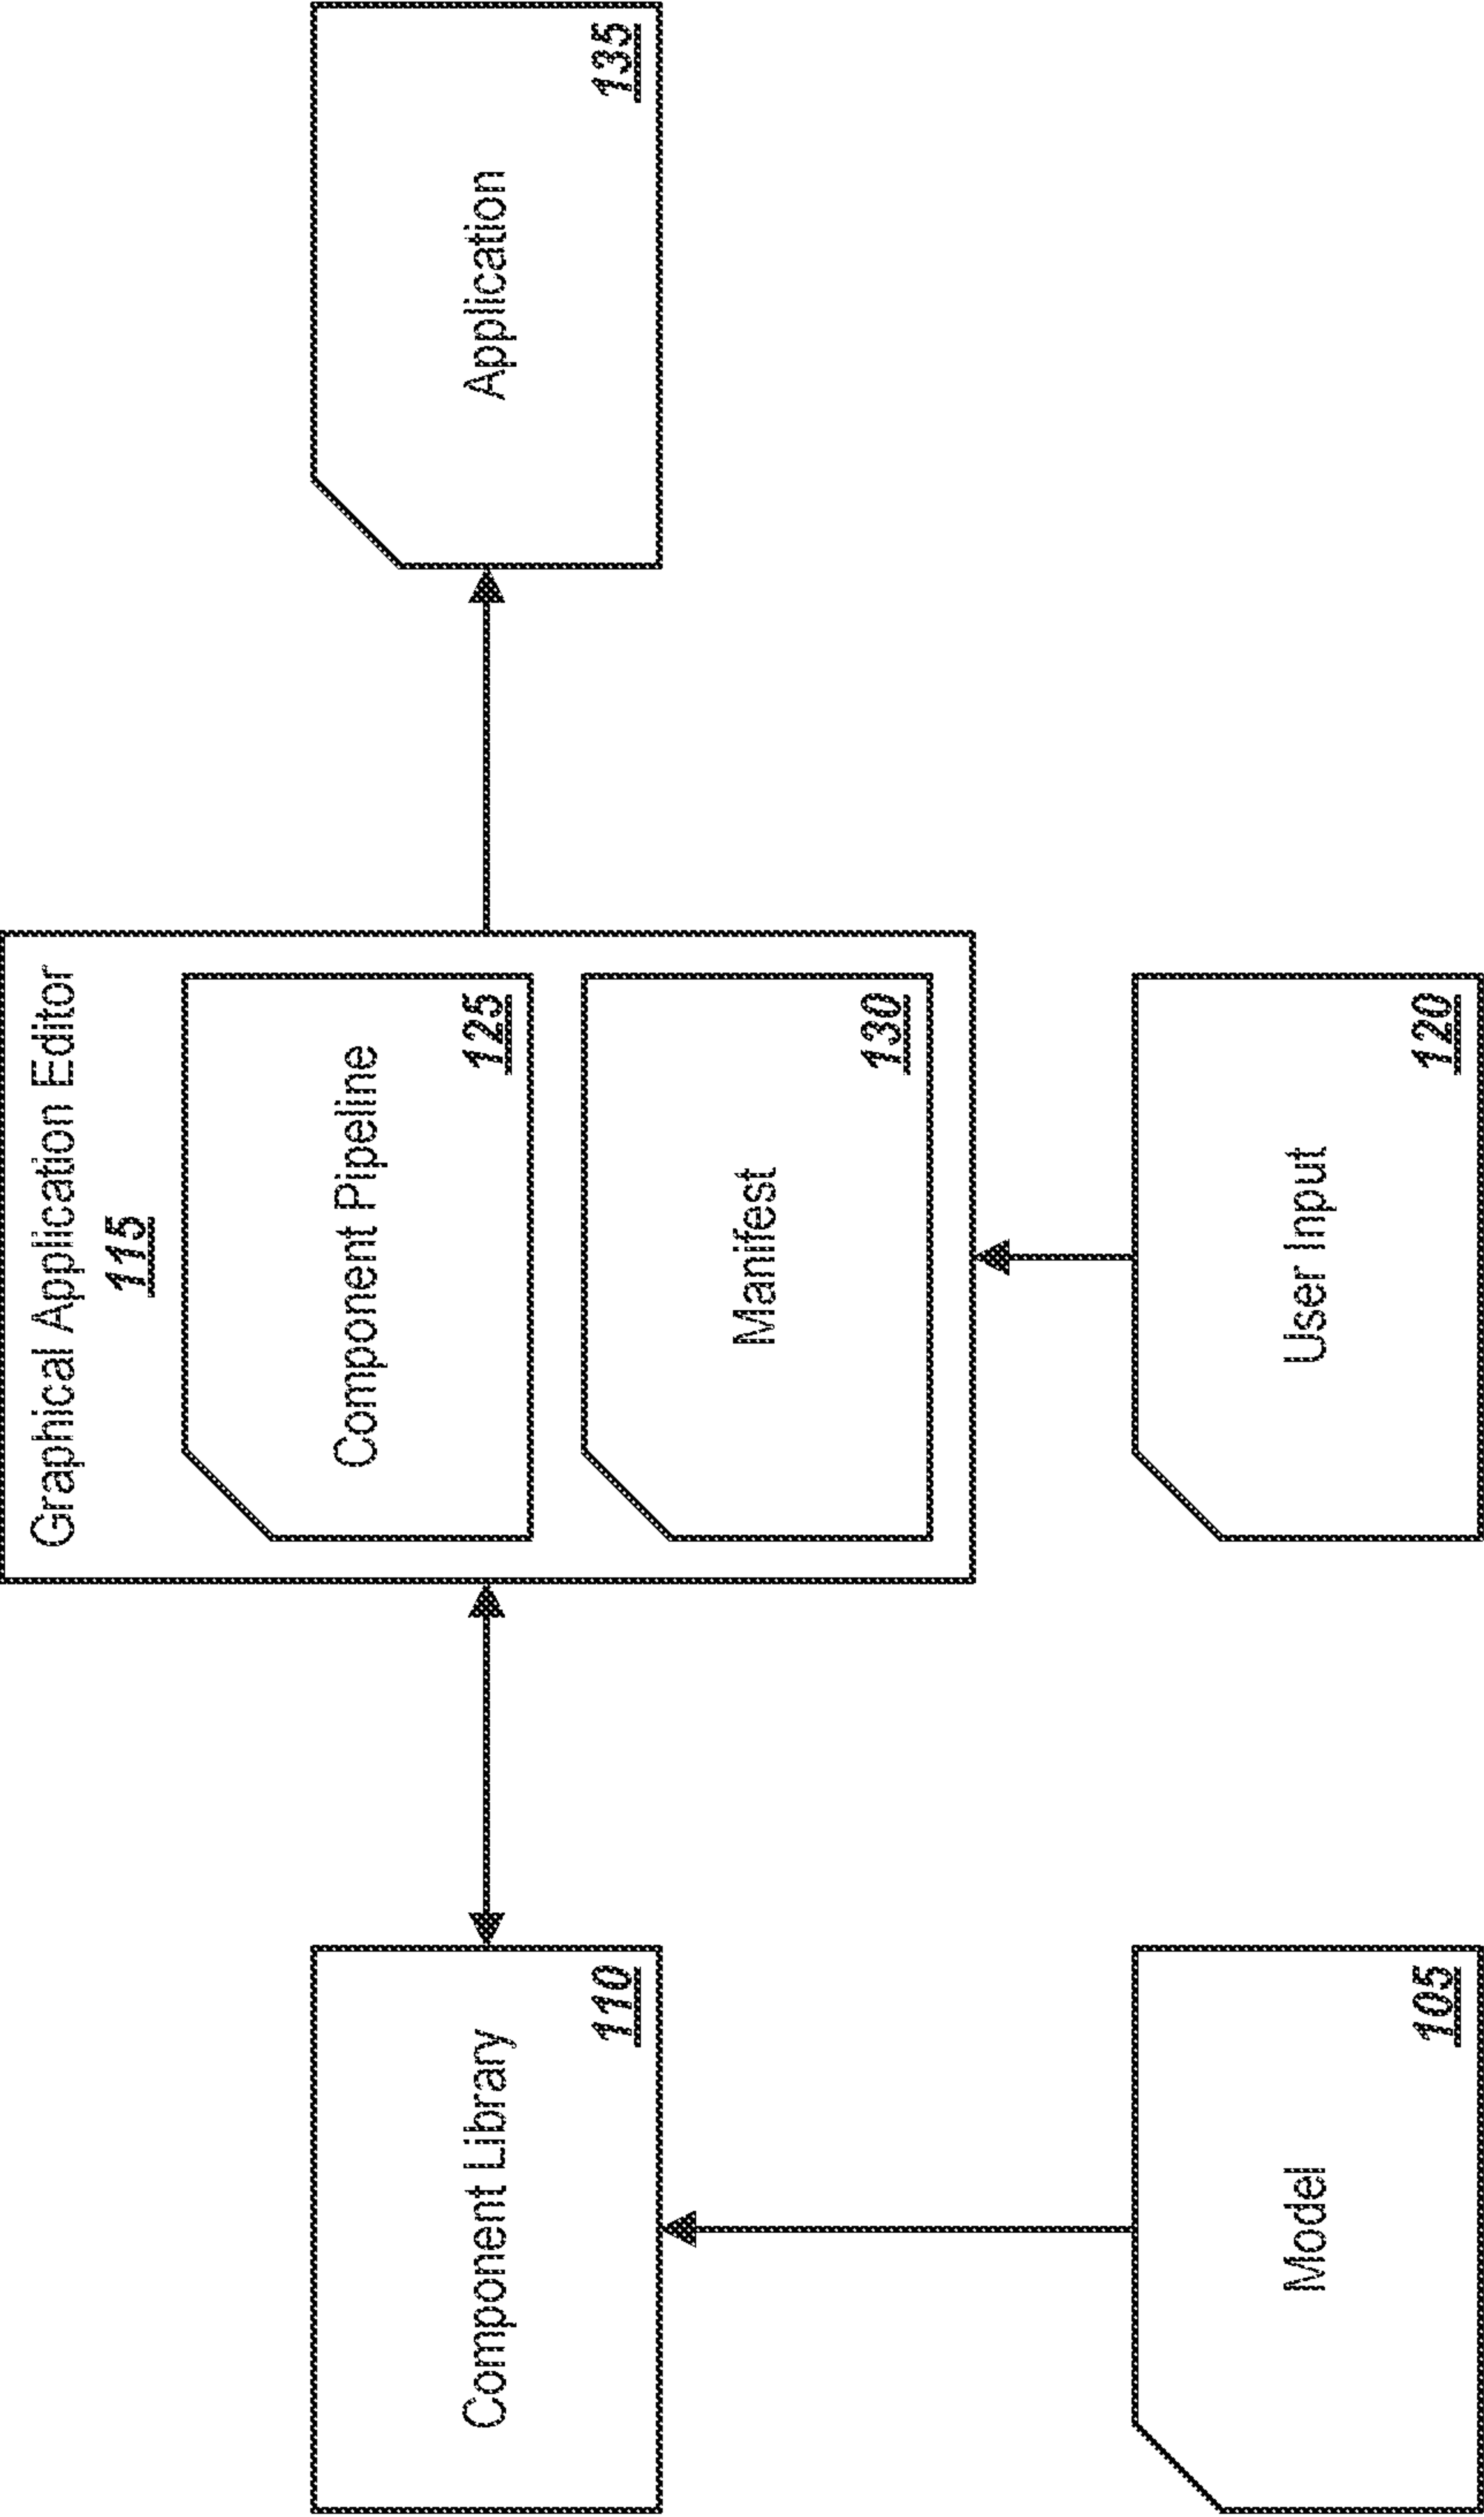 Component Library
110
Model
105
Graphical Application Editor
115
Component Pipeline
125
Manifest
130
User Input
120
Application
135